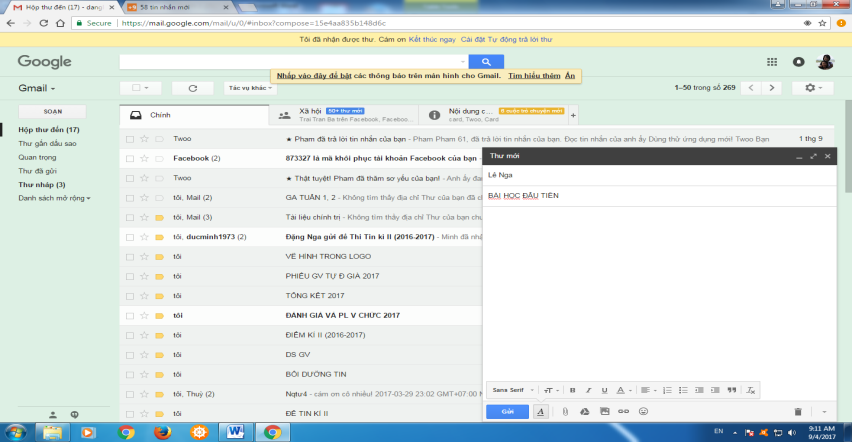 Hộp thư đến (17) - dangl
58 tin nhắn mới
Secure
https://mail.google.com/mail/u/0/#inbox?compose=15e4aa835b148d6c
Tôi đã nhận được thư. Cám ơn Kết thúc ngay Cài đặt Tự động trả lời thư
Google
Nhấp vào đây để bật các thông báo trên màn hình cho Gmail. Tìm hiểu thêm Ẩn
Gmail
Tác vụ khác
1–50 trong số 269
SOẠN
Hộp thư đến (17)
Thư gắn dấu sao
Quan trọng
Thư đã gửi
Thư nháp (3)
Danh sách mở rộng
Chính
Xã hội 50+ thư mới
Trai Tran Ba trên Facebook, Faceboo...
Nội dung c... 6 cuộc trò chuyện mới
card, Twoo, Card
+
Twoo ★ Pham đã trả lời tin nhắn của bạn - Pham Pham 61, đã trả lời tin nhắn của bạn. Đọc tin nhắn của anh ấy Dùng thử ứng dụng mới! Twoo Bạn 1 thg 9
Facebook (2) 873327 là mã khôi phục tài khoản Facebook của bạn
Twoo ★ Thật tuyệt! Pham đã thăm sơ yếu của bạn! - Anh ấy đa
tôi, Mail (2) GA TUẦN 1, 2 - Không tìm thấy địa chỉ Thư của bạn đã c
tôi, Mail (3) Tài liệu chính trị - Không tìm thấy địa chỉ Thư của bạn chu
tôi, ducminh1973 (2) Đặng Nga gửi đề Thi Tin kì II (2016-2017) - Mình đã nhậ
tôi VẼ HÌNH TRONG LOGO
tôi PHIẾU GV TỰ Đ GIÁ 2017
tôi TỔNG KẾT 2017
tôi ĐÁNH GIÁ VÀ PL V CHỨC 2017
tôi ĐIỂM KÌ II (2016-2017)
tôi DS GV
tôi BỒI DƯỠNG TIN
tôi, Thuỳ (2) Nqtư4 - cám ơn cô nhiều! 2017-03-29 23:02 GMT+07:00 N
tôi ĐỀ TIN KÌ II
Thư mới
Lê Nga
BÀI HỌC ĐẦU TIÊN
Sans Serif
Gửi
EN
9:11 AM
9/4/2017